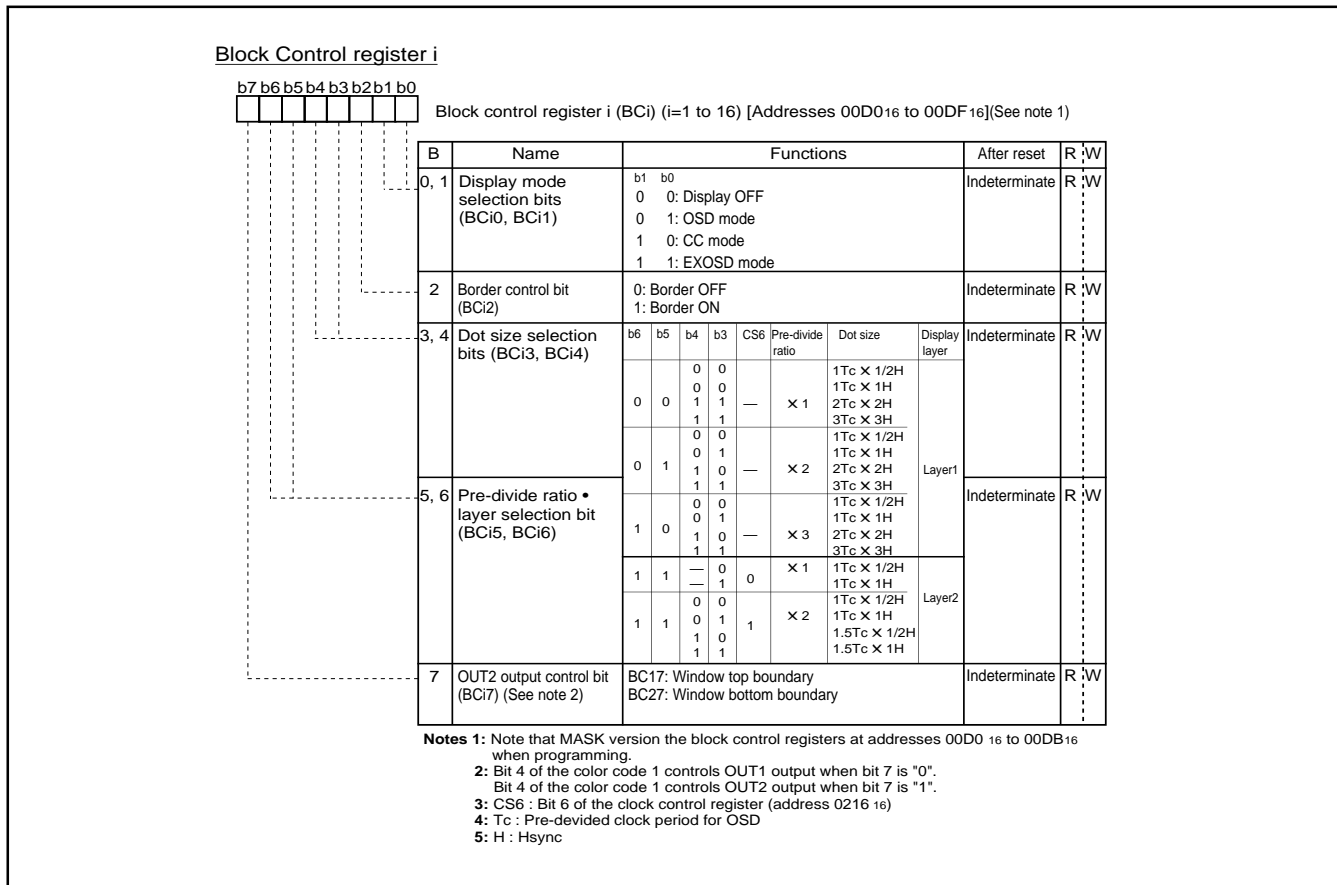 Block Control register i
b7 b6 b5 b4 b3 b2 b1 b0
Block control register i (BCi) (i=1 to 16) [Addresses 00D016 to 00DF16](See note 1)
B Name Functions After reset R W
0, 1 Display mode selection bits (BCi0, BCi1) Indeterminate R W
b1 b0
0 0: Display OFF
0 1: OSD mode
1 0: CC mode
1 1: EXOSD mode
2 Border control bit (BCi2) Indeterminate R W
0: Border OFF
1: Border ON
3, 4 Dot size selection bits (BCi3, BCi4) Indeterminate R W
b6 b5 b4 b3 CS6 Pre-divide ratio Dot size Display layer
0 0 — × 1
0 0 1Tc × 1/2H
0 0 1Tc × 1H
1 1 2Tc × 2H
1 1 3Tc × 3H
0 1 — × 2 Layer1
0 0 1Tc × 1/2H
0 1 1Tc × 1H
1 0 2Tc × 2H
1 1 3Tc × 3H
5, 6 Pre-divide ratio • layer selection bit (BCi5, BCi6) Indeterminate R W
1 0 — × 3
0 0 1Tc × 1/2H
0 1 1Tc × 1H
1 0 2Tc × 2H
1 1 3Tc × 3H
1 1 0 × 1
— 0 1Tc × 1/2H
— 1 1Tc × 1H
1 1 1 × 2 Layer2
0 0 1Tc × 1/2H
0 1 1Tc × 1H
1 0 1.5Tc × 1/2H
1 1 1.5Tc × 1H
7 OUT2 output control bit (BCi7) (See note 2) Indeterminate R W
BC17: Window top boundary
BC27: Window bottom boundary
Notes 1: Note that MASK version the block control registers at addresses 00D0 16 to 00DB16
when programming.
2: Bit 4 of the color code 1 controls OUT1 output when bit 7 is "0".
Bit 4 of the color code 1 controls OUT2 output when bit 7 is "1".
3: CS6 : Bit 6 of the clock control register (address 0216 16)
4: Tc : Pre-devided clock period for OSD
5: H : Hsync